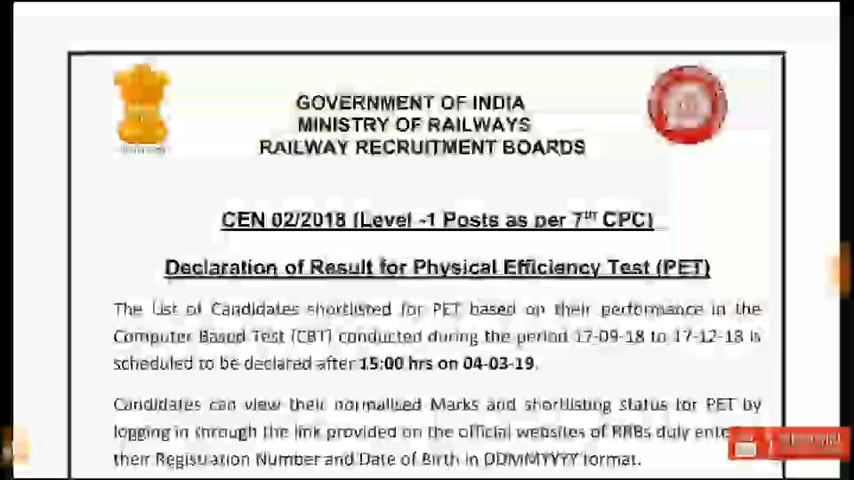 GOVERNMENT OF INDIA
MINISTRY OF RAILWAYS
RAILWAY RECRUITMENT BOARDS
CEN 02/2018 (Level -1 Posts as per 7th CPC)
Declaration of Result for Physical Efficiency Test (PET)
The List of Candidates shortlisted for PET based on their performance in the
Computer Based Test (CBT) conducted during the period 17-09-18 to 17-12-18 is
scheduled to be declared after 15:00 hrs on 04-03-19.
Candidates can view their normalised Marks and shortlisting status for PET by
logging in through the link provided on the official websites of RRBs duly
their Registration Number and Date of Birth in DDMMYYYY format.